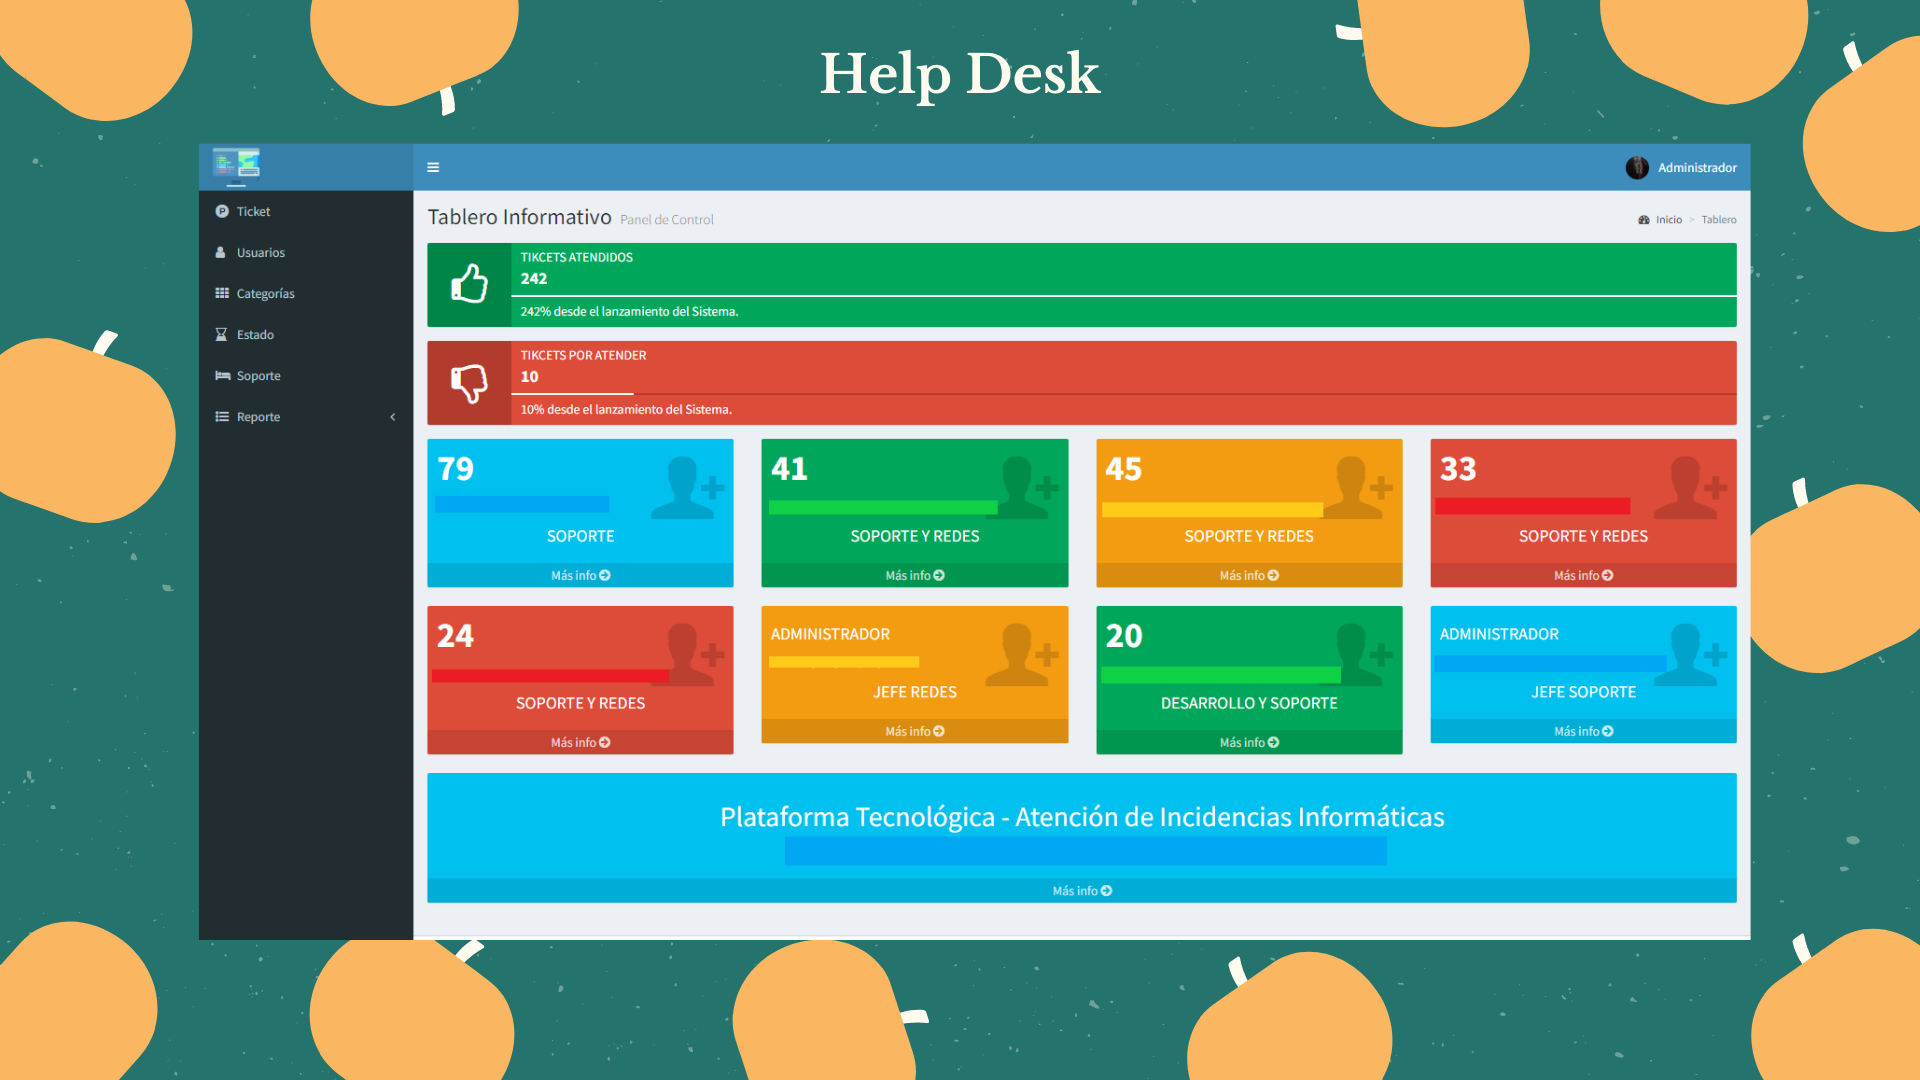 Help Desk
Administrador
Ticket
Usuarios
Categorías
Estado
Soporte
Reporte
Tablero Informativo Panel de Control
Inicio > Tablero
TIKCETS ATENDIDOS
242
242% desde el lanzamiento del Sistema.
TIKCETS POR ATENDER
10
10% desde el lanzamiento del Sistema.
79
SOPORTE
Más info
41
SOPORTE Y REDES
Más info
45
SOPORTE Y REDES
Más info
33
SOPORTE Y REDES
Más info
24
SOPORTE Y REDES
Más info
ADMINISTRADOR
JEFE REDES
Más info
20
DESARROLLO Y SOPORTE
Más info
ADMINISTRADOR
JEFE SOPORTE
Más info
Plataforma Tecnológica - Atención de Incidencias Informáticas
Más info